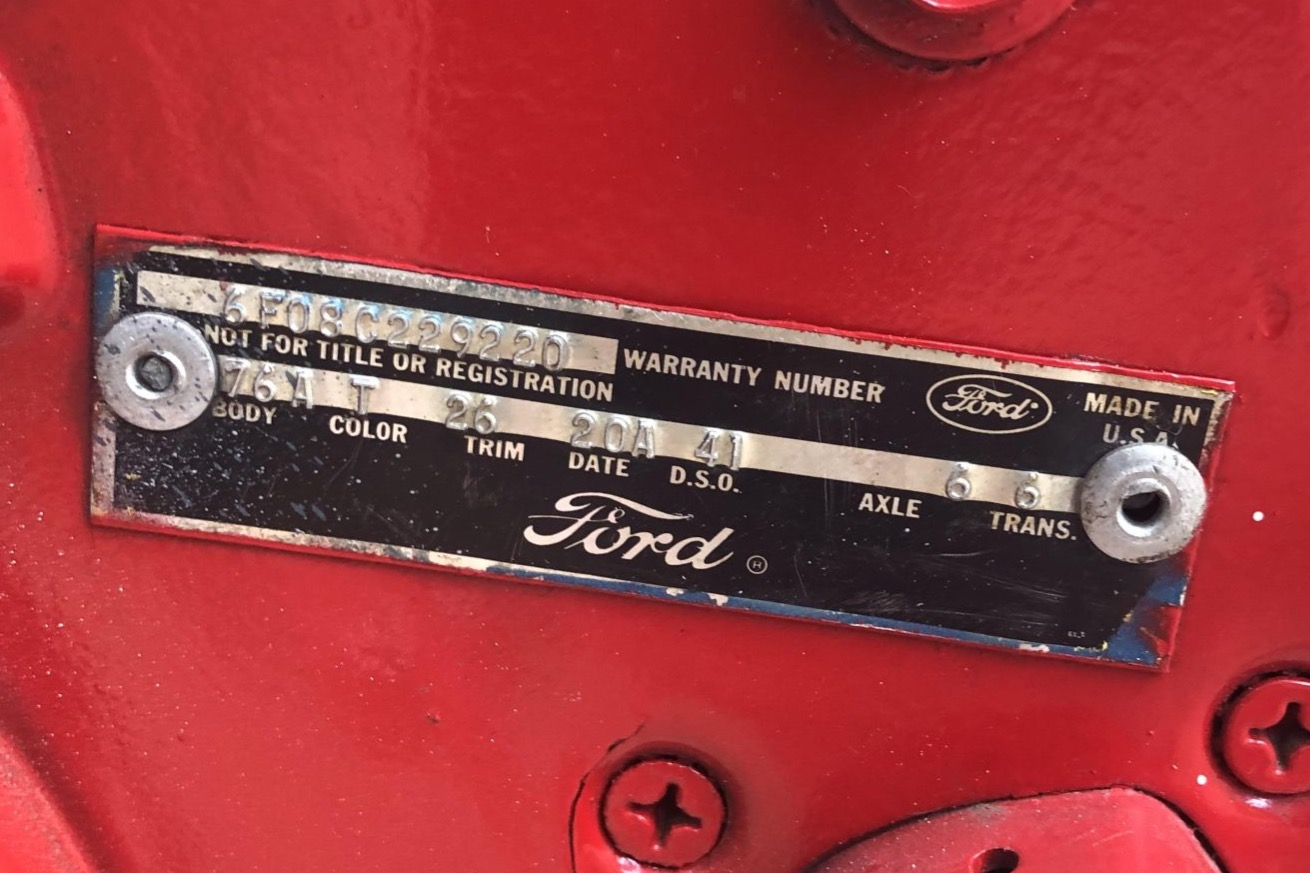 6F08C229220
NOT FOR TITLE OR REGISTRATION
WARRANTY NUMBER
Ford
MADE IN
U.S.A.
76A T 26 20A 41 6 6
BODY COLOR TRIM DATE D.S.O. AXLE TRANS.
Ford ®